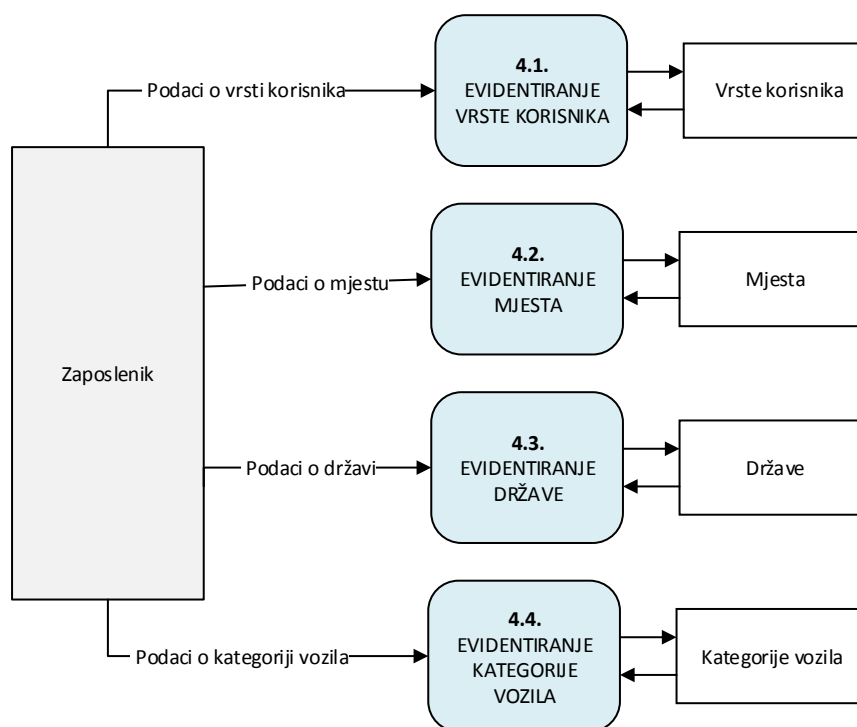 4.1.
EVIDENTIRANJE
VRSTE KORISNIKA
Podaci o vrsti korisnika
Vrste korisnika
4.2.
EVIDENTIRANJE
MJESTA
Podaci o mjestu
Mjesta
Zaposlenik
4.3.
EVIDENTIRANJE
DRŽAVE
Podaci o državi
Države
4.4.
EVIDENTIRANJE
KATEGORIJE
VOZILA
Podaci o kategoriji vozila
Kategorije vozila